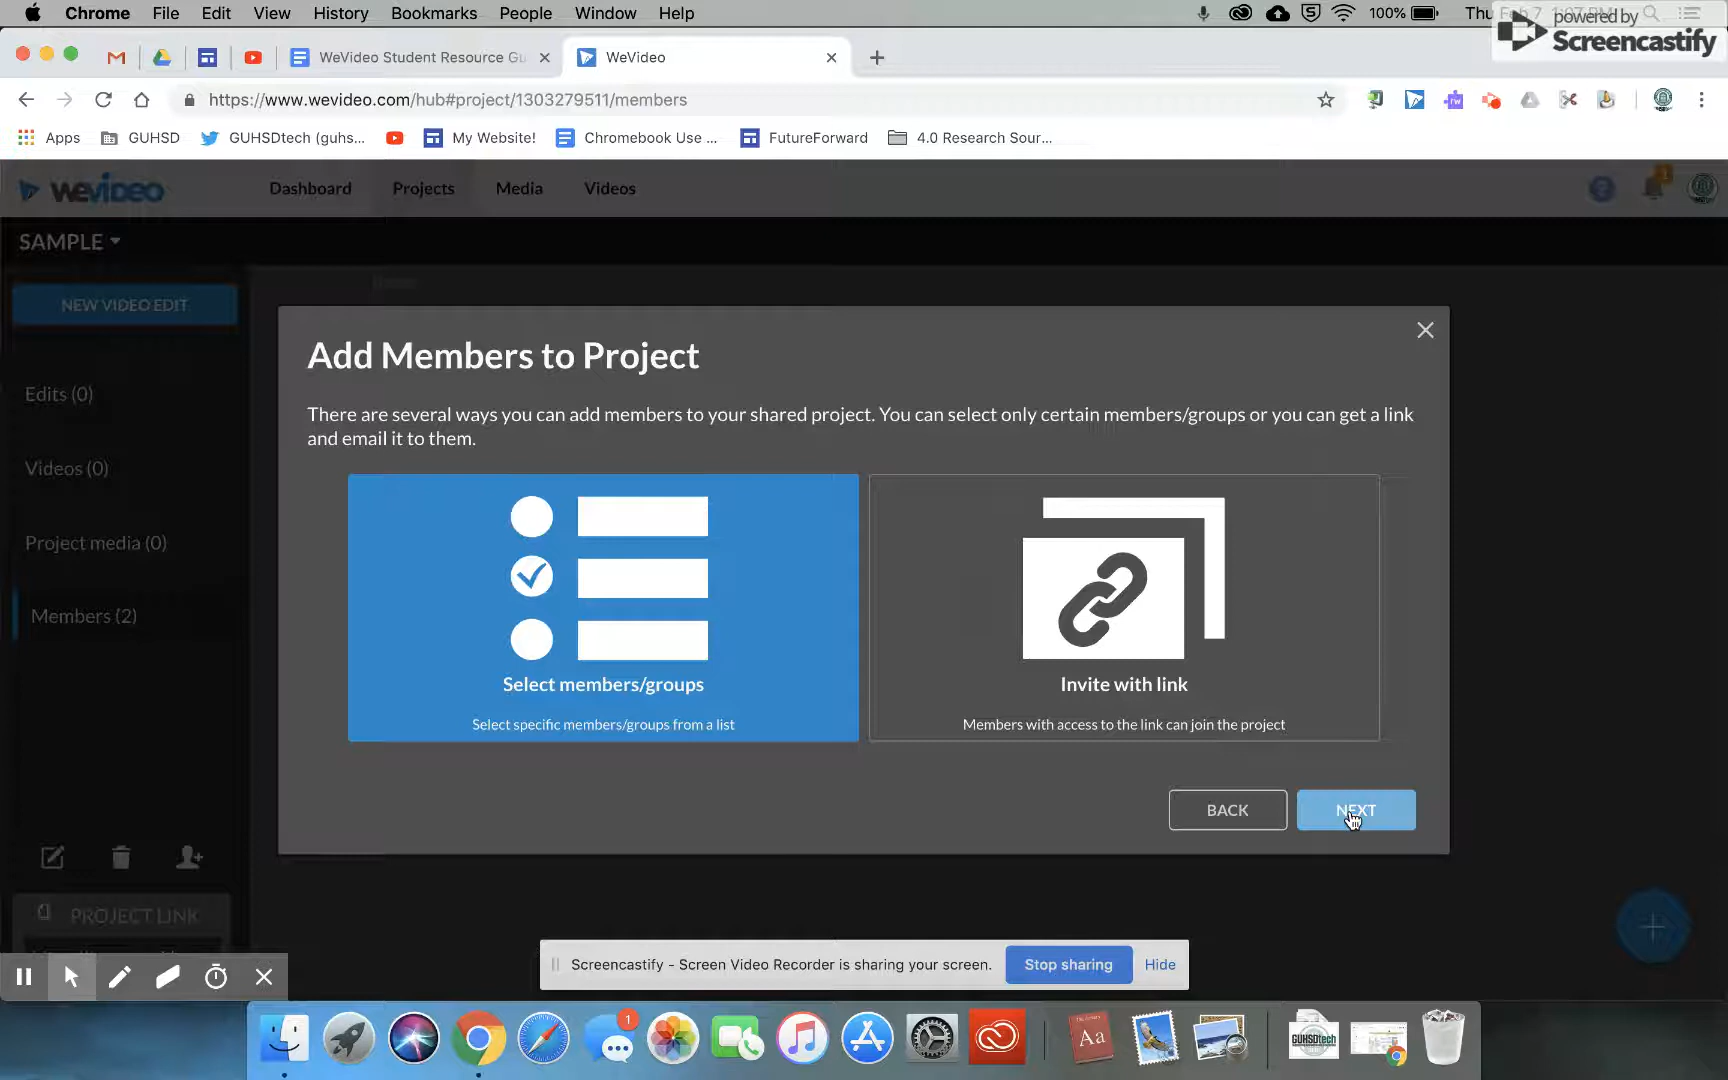 Chrome File Edit View History Bookmarks People Window Help
100% Thu
powered by
Screencastify
WeVideo Student Resource Gu
WeVideo
https://www.wevideo.com/hub#project/1303279511/members
Apps GUHSD GUHSDtech (guhs... My Website! Chromebook Use ... FutureForward 4.0 Research Sour...
WEVIDEO Dashboard Projects Media Videos
SAMPLE
NEW VIDEO EDIT
Edits (0)
Videos (0)
Project media (0)
Members (2)
PROJECT LINK
Add Members to Project
There are several ways you can add members to your shared project. You can select only certain members/groups or you can get a link
and email it to them.
Select members/groups
Select specific members/groups from a list
Invite with link
Members with access to the link can join the project
BACK
NEXT
Screencastify - Screen Video Recorder is sharing your screen. Stop sharing Hide
1
Aa
GUHSDtech